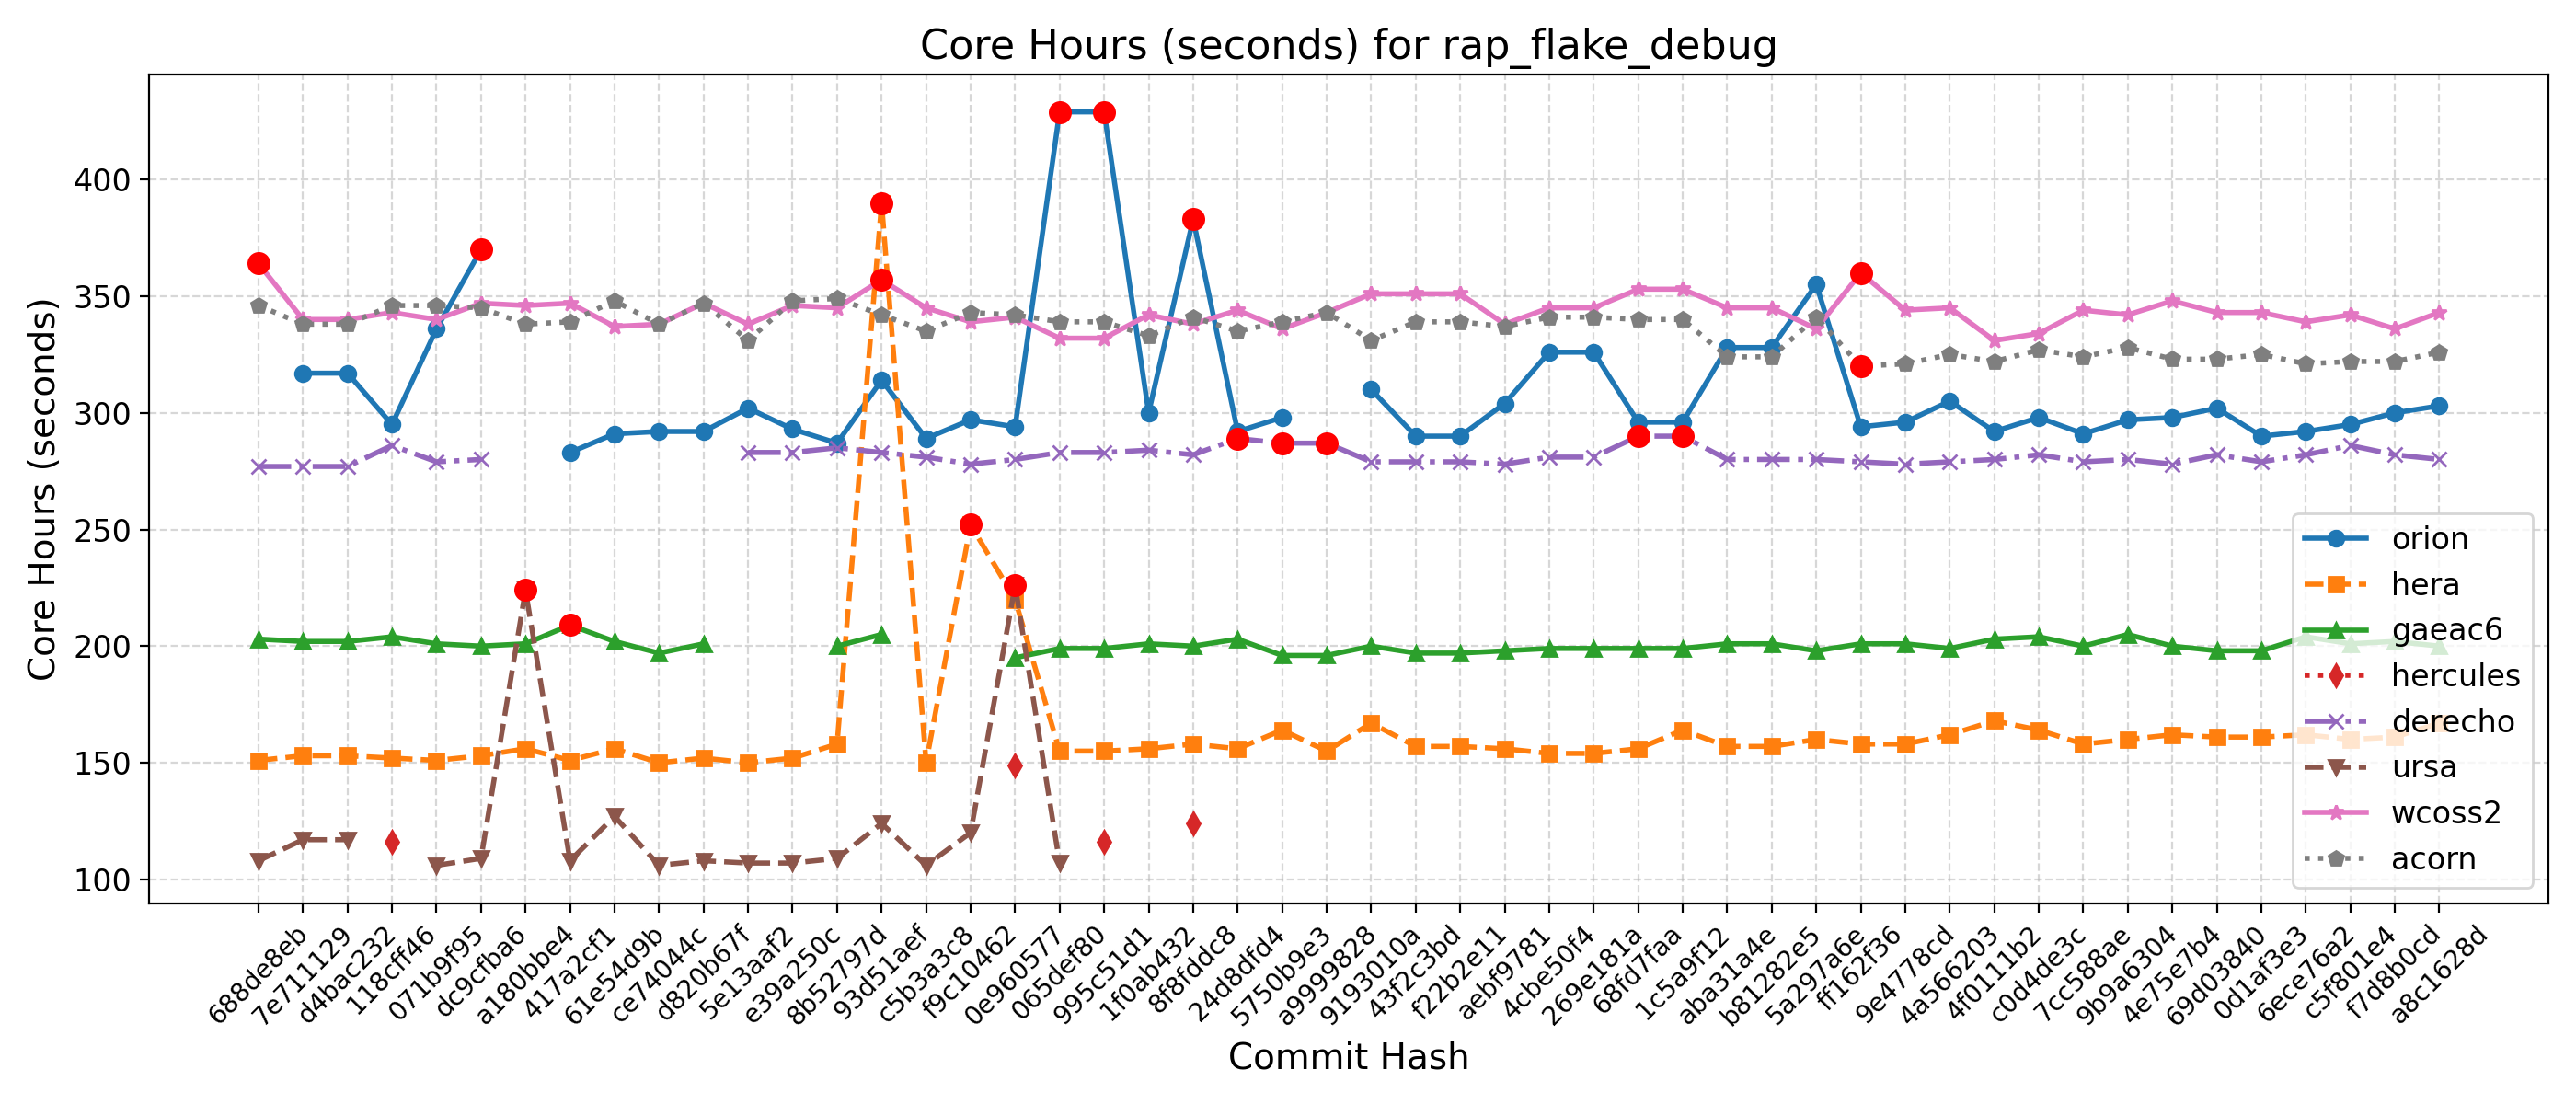 Core Hours (seconds) for rap_flake_debug
Core Hours (seconds)
400
350
300
250
200
150
100
orion
hera
gaeac6
hercules
derecho
ursa
wcoss2
acorn
688de8eb
7e711129
d4bac232
118cff46
071b9f95
dc9cfba6
a180bbe4
417a2cf1
61e54d9b
ce74044c
d820b67f
5e13aaf2
e39a250c
8b52797d
93d51aef
c5b3a3c8
f9c10462
0e960577
065def80
995c51d1
1f0ab432
8f8fddc8
24d8dfd4
5750b9e3
a9999828
9193010a
43f2c3bd
f22b2e11
aebf9781
4cbe50f4
269e181a
68fd7faa
1c5a9f12
aba31a4e
b81282e5
5a297a6e
ff162f36
9e4778cd
4a566203
4f0111b2
c0d4de3c
7cc588ae
9b9a6304
4e75e7b4
69d03840
0d1af3e3
6ece76a2
c5f801e4
f7d8b0cd
a8c1628d
Commit Hash